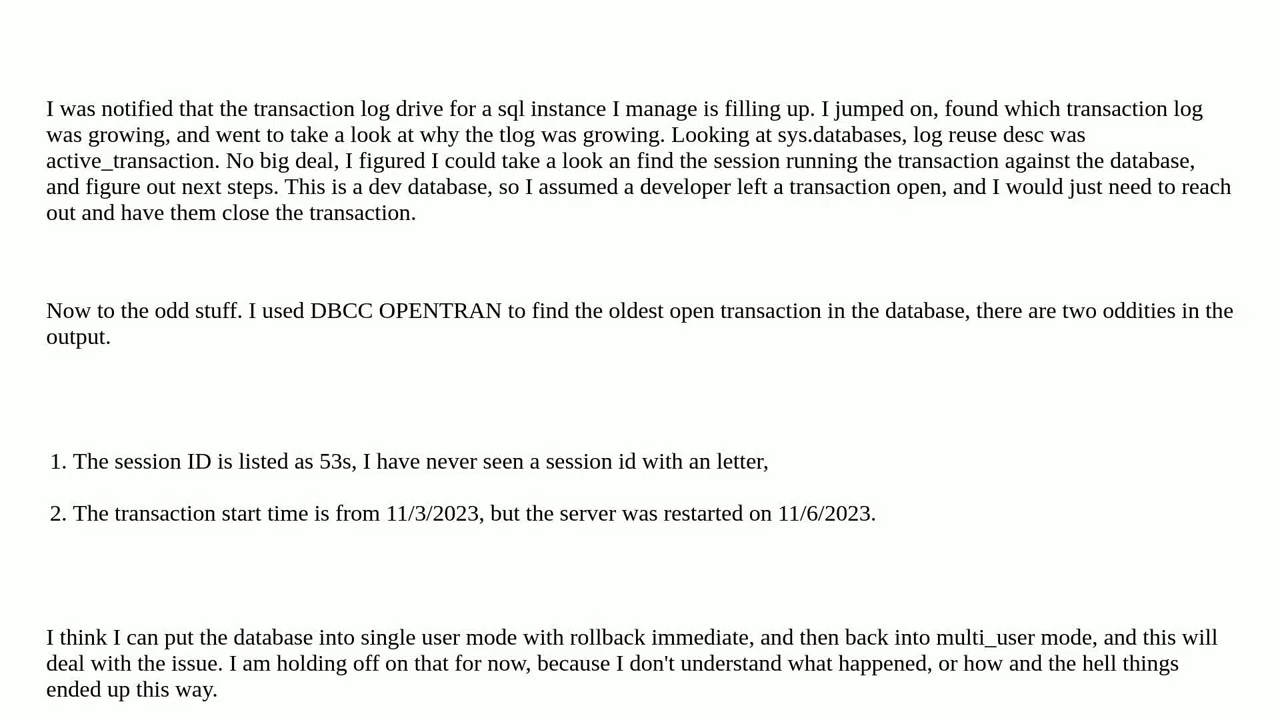 I was notified that the transaction log drive for a sql instance I manage is filling up. I jumped on, found which transaction log
was growing, and went to take a look at why the tlog was growing. Looking at sys.databases, log reuse desc was
active_transaction. No big deal, I figured I could take a look an find the session running the transaction against the database,
and figure out next steps. This is a dev database, so I assumed a developer left a transaction open, and I would just need to reach
out and have them close the transaction.
Now to the odd stuff. I used DBCC OPENTRAN to find the oldest open transaction in the database, there are two oddities in the
output.
1. The session ID is listed as 53s, I have never seen a session id with an letter,
2. The transaction start time is from 11/3/2023, but the server was restarted on 11/6/2023.
I think I can put the database into single user mode with rollback immediate, and then back into multi_user mode, and this will
deal with the issue. I am holding off on that for now, because I don't understand what happened, or how and the hell things
ended up this way.